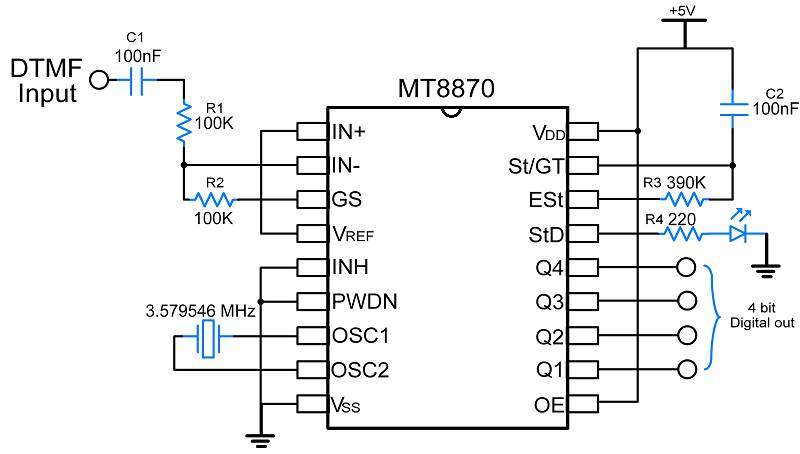 +5V
C1
100nF
DTMF
Input
R1
100K
R2
100K
MT8870
C2
100nF
IN+
IN-
GS
VREF
INH
PWDN
OSC1
OSC2
VSS
3.579546 MHz
VDD
St/GT
ESt
StD
Q4
Q3
Q2
Q1
OE
R3 390K
R4 220
4 bit
Digital out